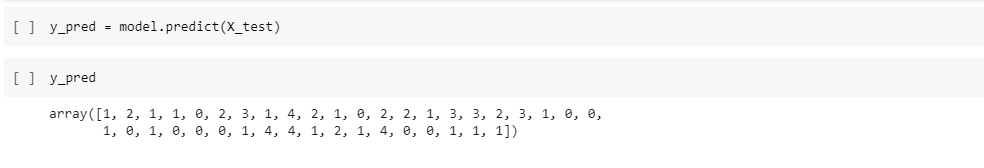 [ ] y_pred = model.predict(X_test)
[ ] y_pred
array([1, 2, 1, 1, 0, 2, 3, 1, 4, 2, 1, 0, 2, 2, 1, 3, 3, 2, 3, 1, 0, 0,
1, 0, 1, 0, 0, 0, 1, 4, 4, 1, 2, 1, 4, 0, 0, 1, 1, 1])